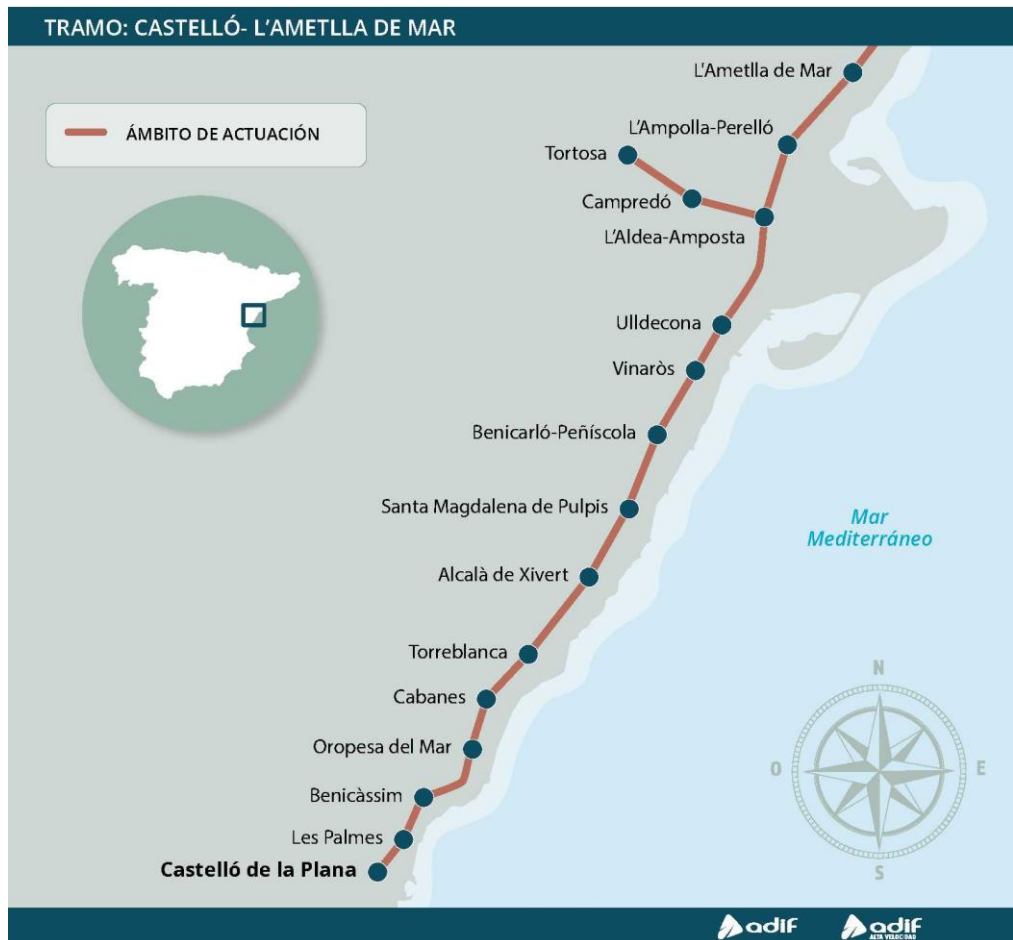 TRAMO: CASTELLÓ- L'AMETLLA DE MAR
ÁMBITO DE ACTUACIÓN
L'Ametlla de Mar
L'Ampolla-Perelló
Tortosa
Campredó
L'Aldea-Amposta
Ulldecona
Vinaròs
Benicarló-Peñíscola
Santa Magdalena de Pulpis
Mar
Mediterráneo
Alcalà de Xivert
Torreblanca
Cabanes
Oropesa del Mar
Benicàssim
Les Palmes
Castelló de la Plana
N
O
E
S
adif
adif
ALTA VELOCIDAD